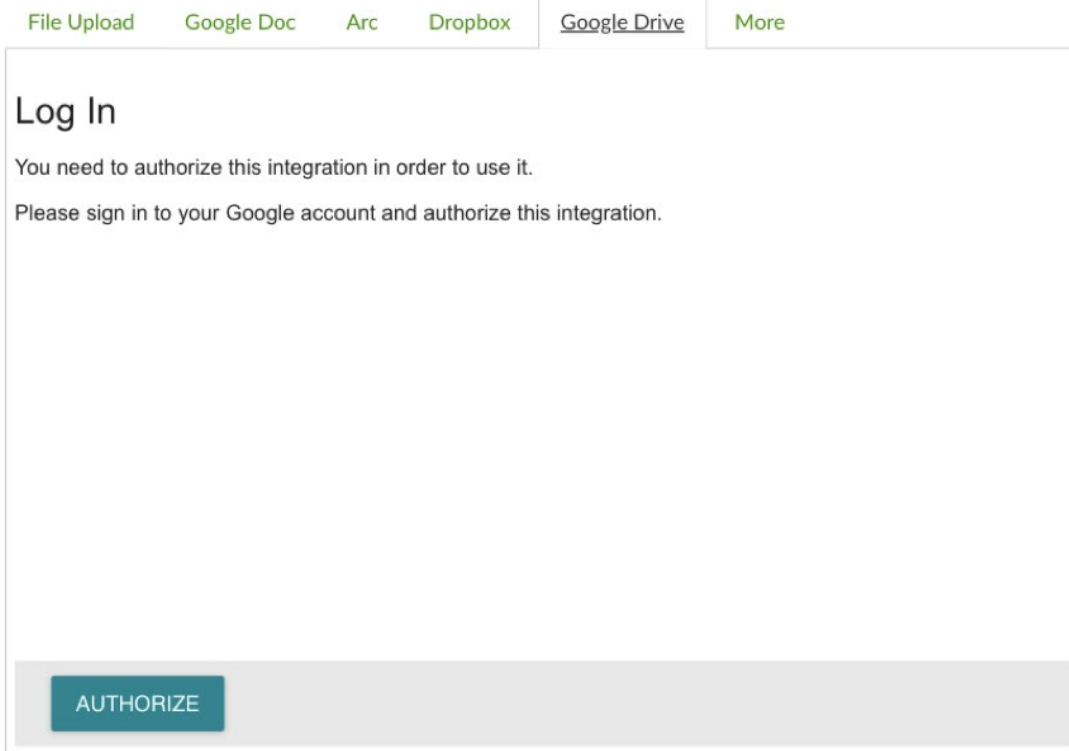 File Upload Google Doc Arc Dropbox Google Drive More
Log In
You need to authorize this integration in order to use it.
Please sign in to your Google account and authorize this integration.
AUTHORIZE